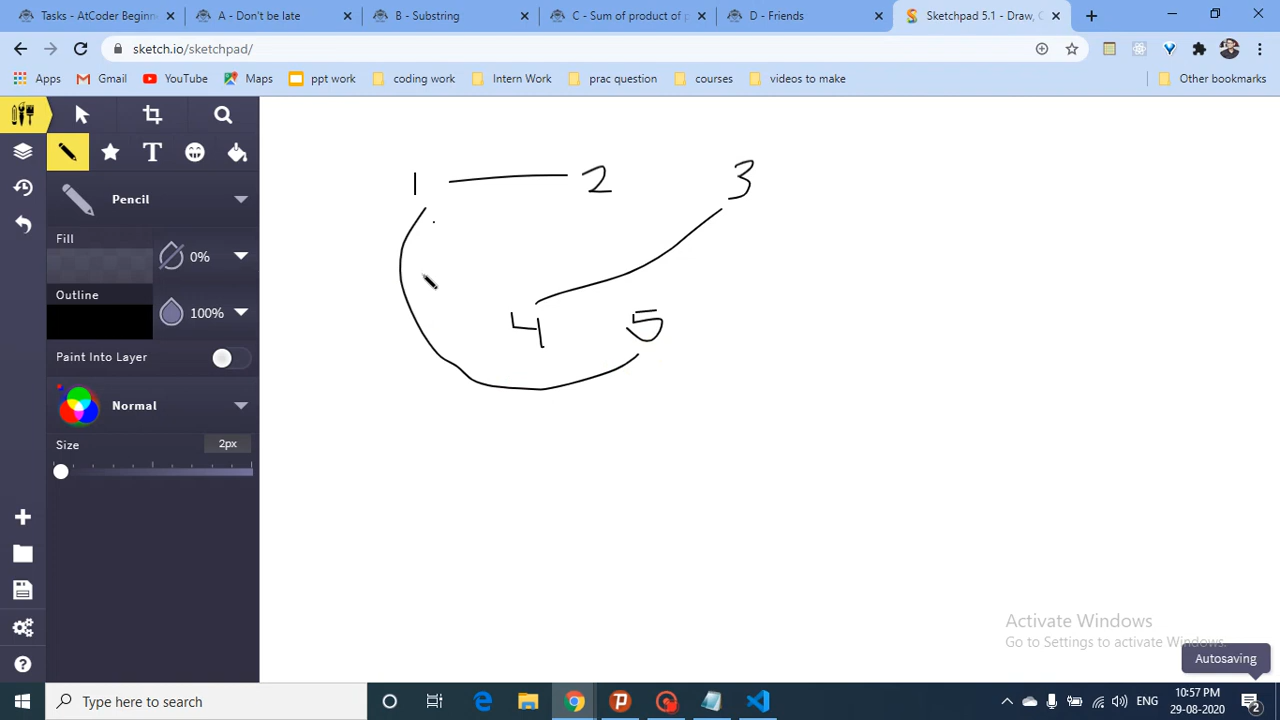 Tasks - AtCoder Beginn
A - Don't be late
B - Substring
C - Sum of product of p
D - Friends
Sketchpad 5.1 - Draw, C
sketch.io/sketchpad/
Apps
Gmail
YouTube
Maps
ppt work
coding work
Intern Work
prac question
courses
videos to make
Other bookmarks
Pencil
Fill
0%
Outline
100%
Paint Into Layer
Normal
Size
2px
1
2
3
4
5
Activate Windows
Go to Settings to activate Windows.
Autosaving
Type here to search
ENG
10:57 PM
29-08-2020
2